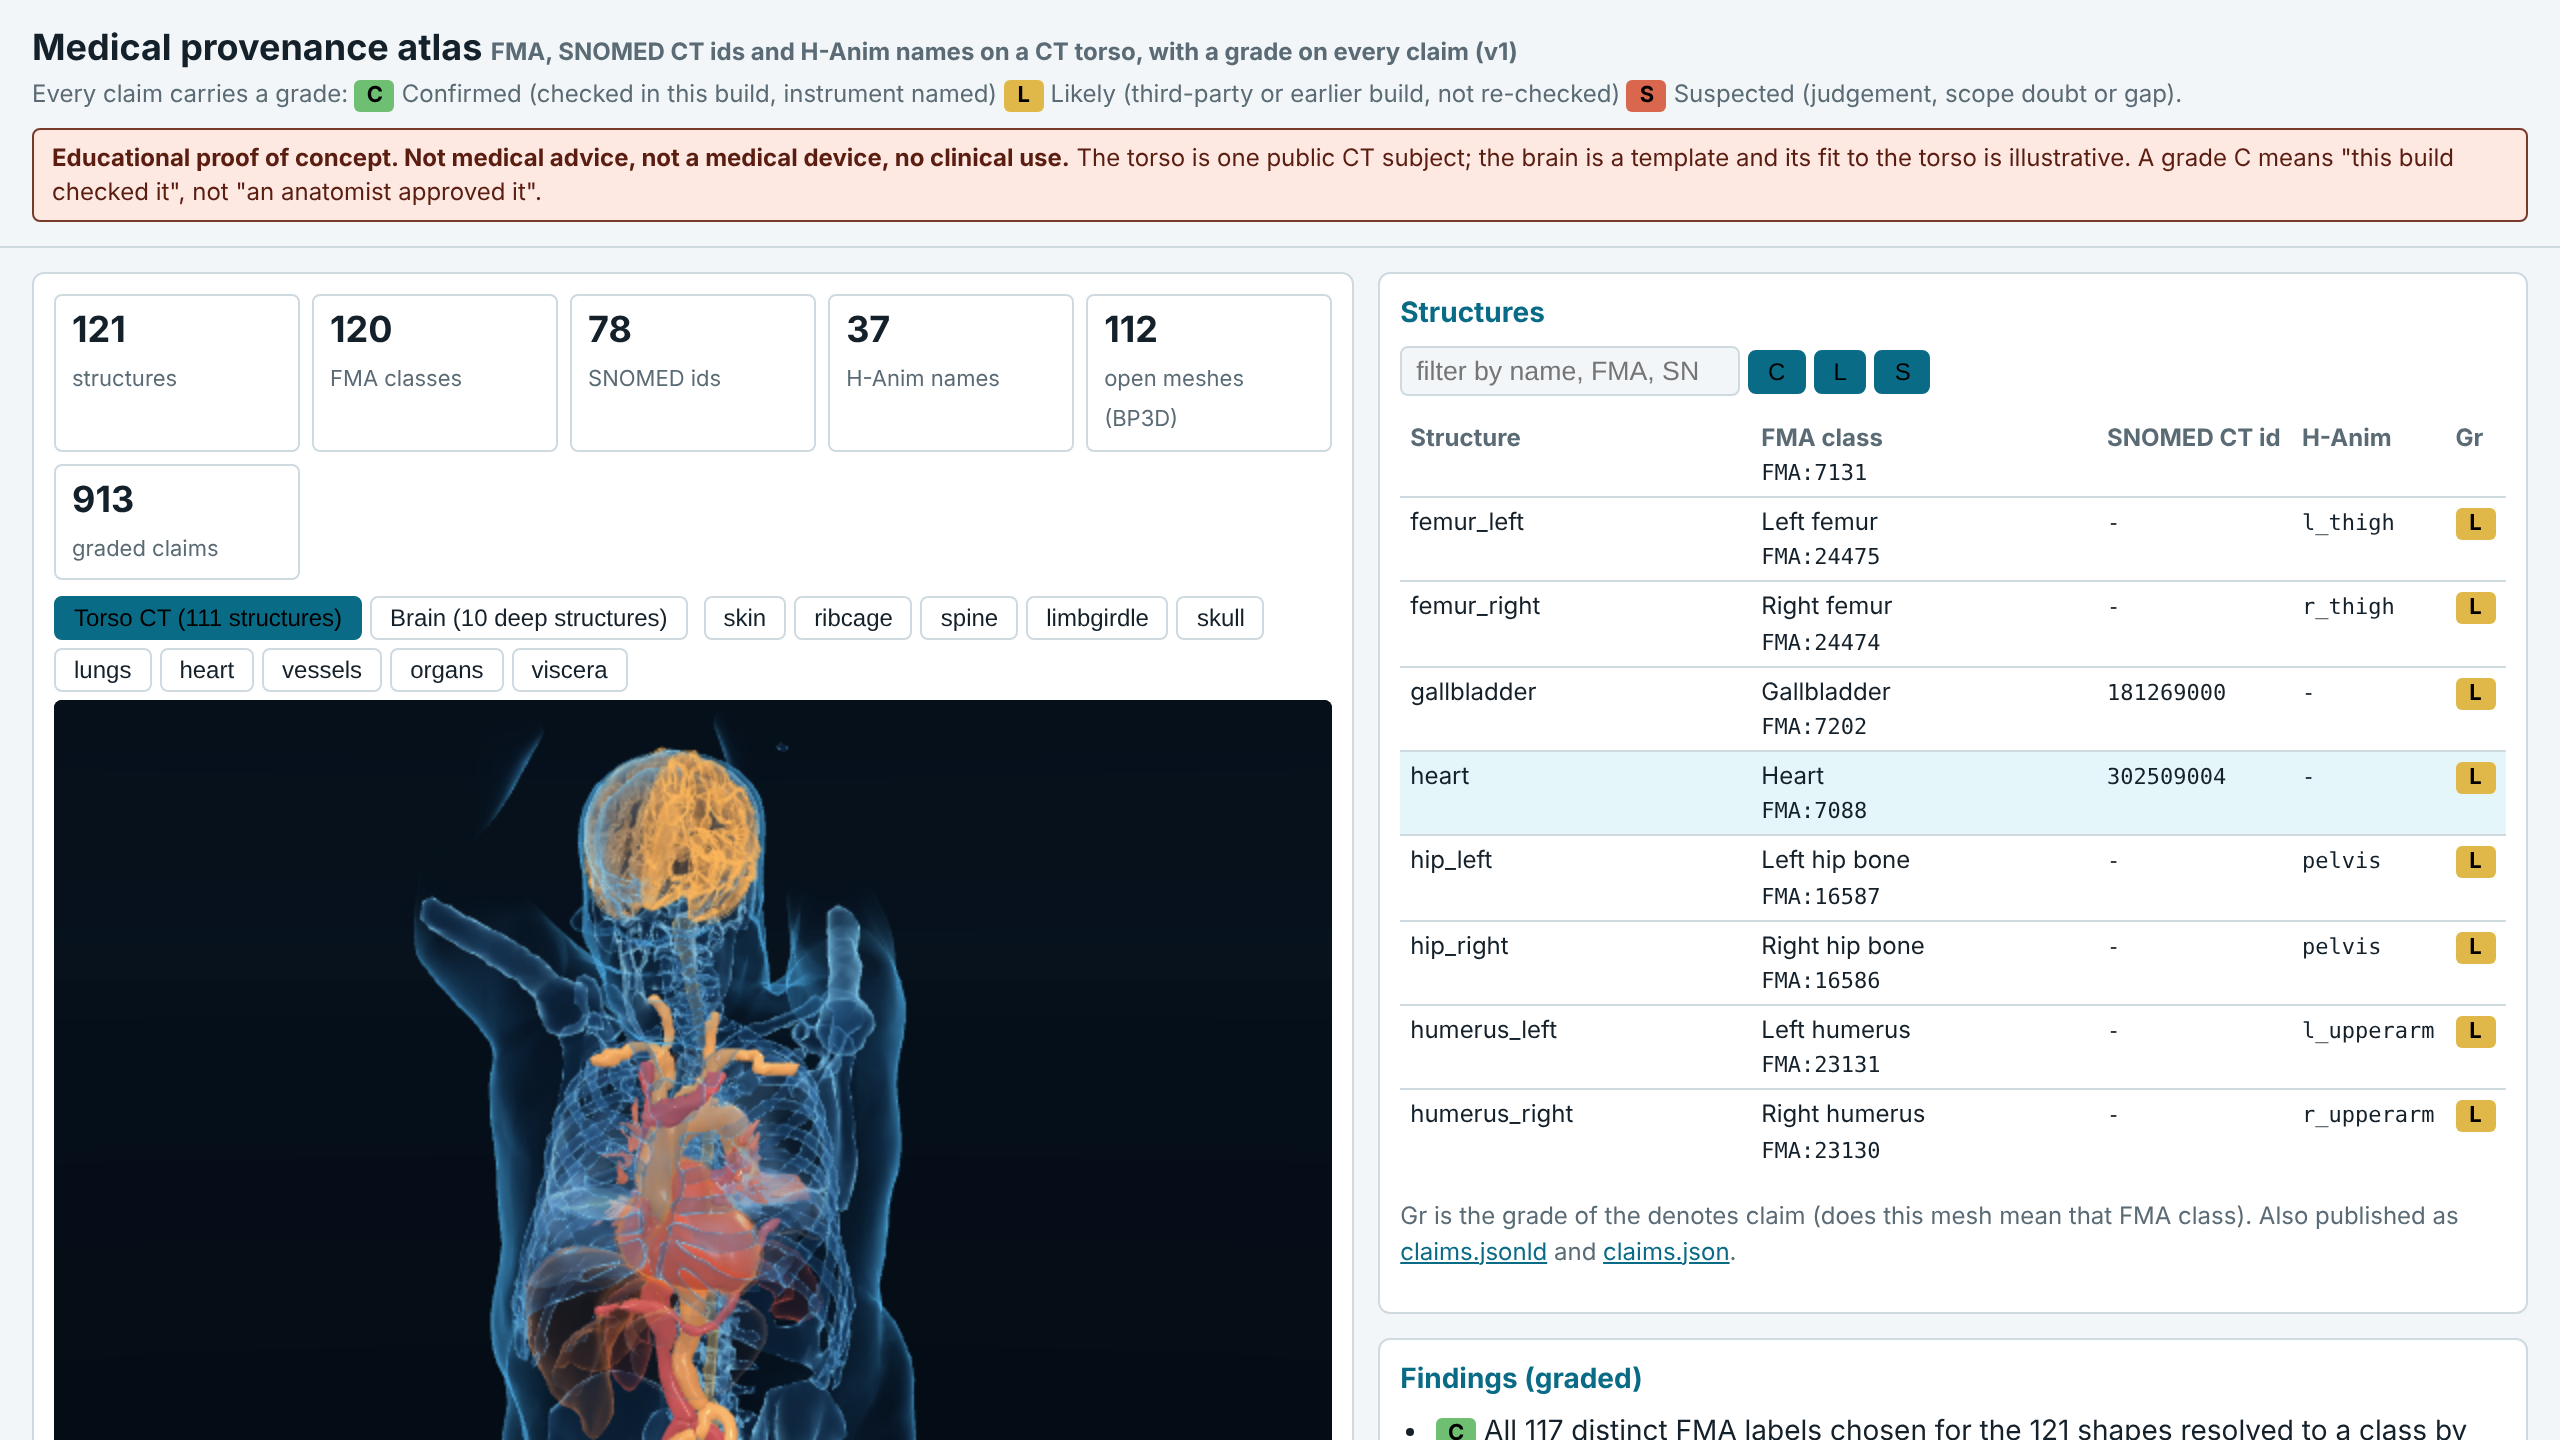 Medical provenance atlas FMA, SNOMED CT ids and H-Anim names on a CT torso, with a grade on every claim (v1)
Every claim carries a grade: C Confirmed (checked in this build, instrument named) L Likely (third-party or earlier build, not re-checked) S Suspected (judgement, scope doubt or gap).
Educational proof of concept. Not medical advice, not a medical device, no clinical use. The torso is one public CT subject; the brain is a template and its fit to the torso is illustrative. A grade C means "this build
checked it", not "an anatomist approved it".
121
structures
120
FMA classes
78
SNOMED ids
37
H-Anim names
112
open meshes
(BP3D)
913
graded claims
Torso CT (111 structures) Brain (10 deep structures) skin ribcage spine limbgirdle skull
lungs heart vessels organs viscera
Structures
filter by name, FMA, SN C L S
Structure FMA class SNOMED CT id H-Anim Gr
FMA:7131
femur_left Left femur - l_thigh L
FMA:24475
femur_right Right femur - r_thigh L
FMA:24474
gallbladder Gallbladder 181269000 - L
FMA:7202
heart Heart 302509004 - L
FMA:7088
hip_left Left hip bone - pelvis L
FMA:16587
hip_right Right hip bone - pelvis L
FMA:16586
humerus_left Left humerus - l_upperarm L
FMA:23131
humerus_right Right humerus - r_upperarm L
FMA:23130
Gr is the grade of the denotes claim (does this mesh mean that FMA class). Also published as
claims.jsonld and claims.json.
Findings (graded)
• C All 117 distinct FMA labels chosen for the 121 shapes resolved to a class by